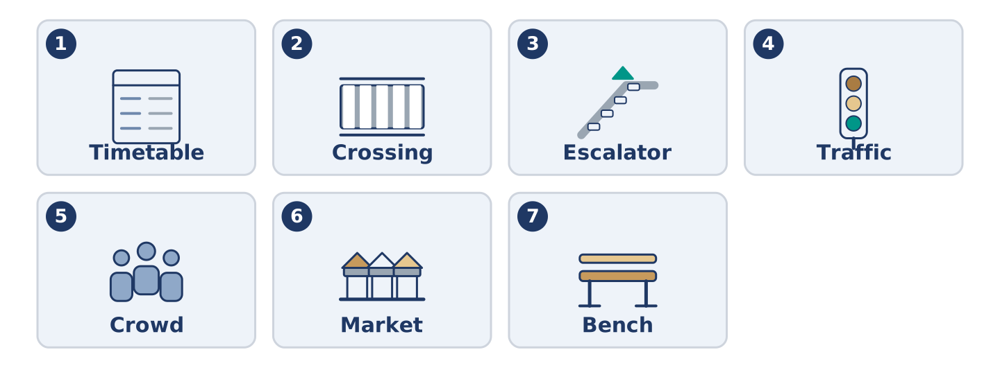 1
Timetable
2
Crossing
3
Escalator
4
Traffic
5
Crowd
6
Market
7
Bench